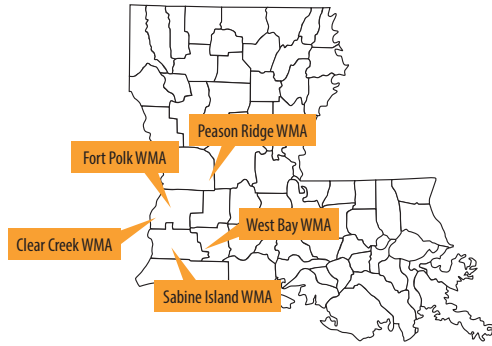 Peason Ridge WMA
Fort Polk WMA
West Bay WMA
Clear Creek WMA
Sabine Island WMA